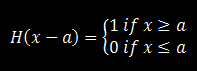 H(x − a) = {1 if x ≥ a
0 if x ≤ a